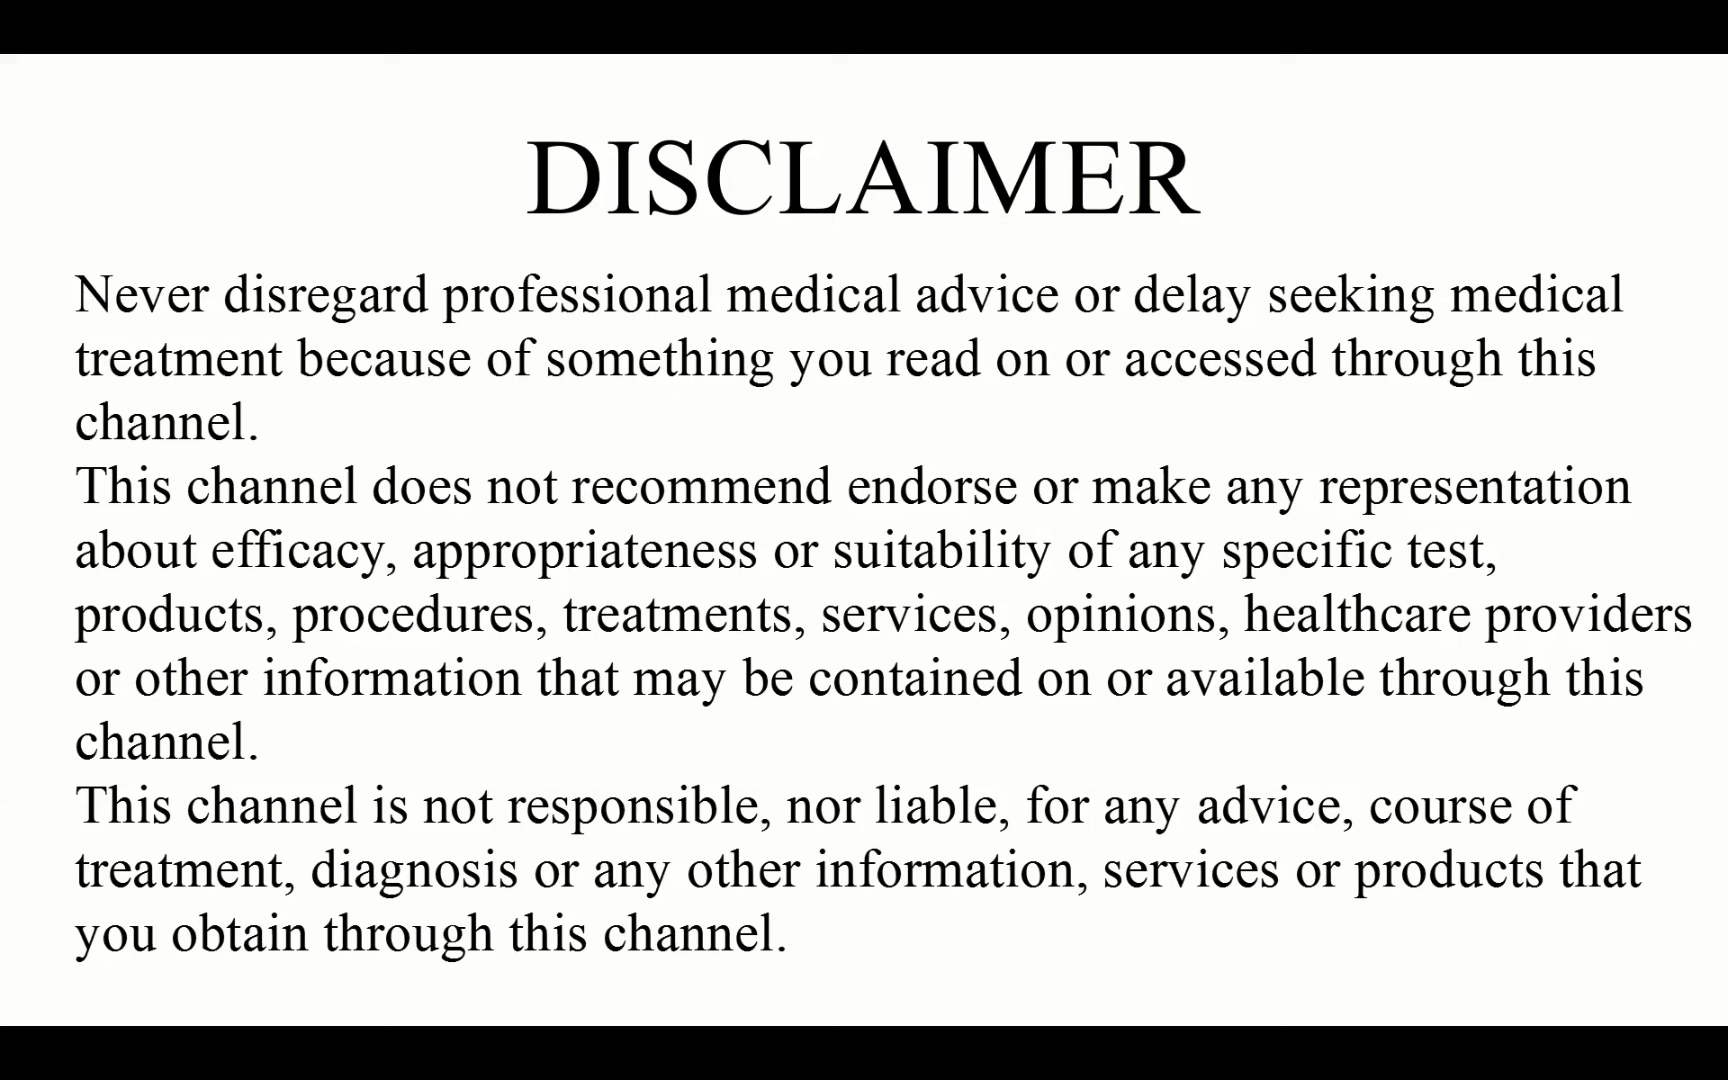 DISCLAIMER
Never disregard professional medical advice or delay seeking medical
treatment because of something you read on or accessed through this
channel.
This channel does not recommend endorse or make any representation
about efficacy, appropriateness or suitability of any specific test,
products, procedures, treatments, services, opinions, healthcare providers
or other information that may be contained on or available through this
channel.
This channel is not responsible, nor liable, for any advice, course of
treatment, diagnosis or any other information, services or products that
you obtain through this channel.